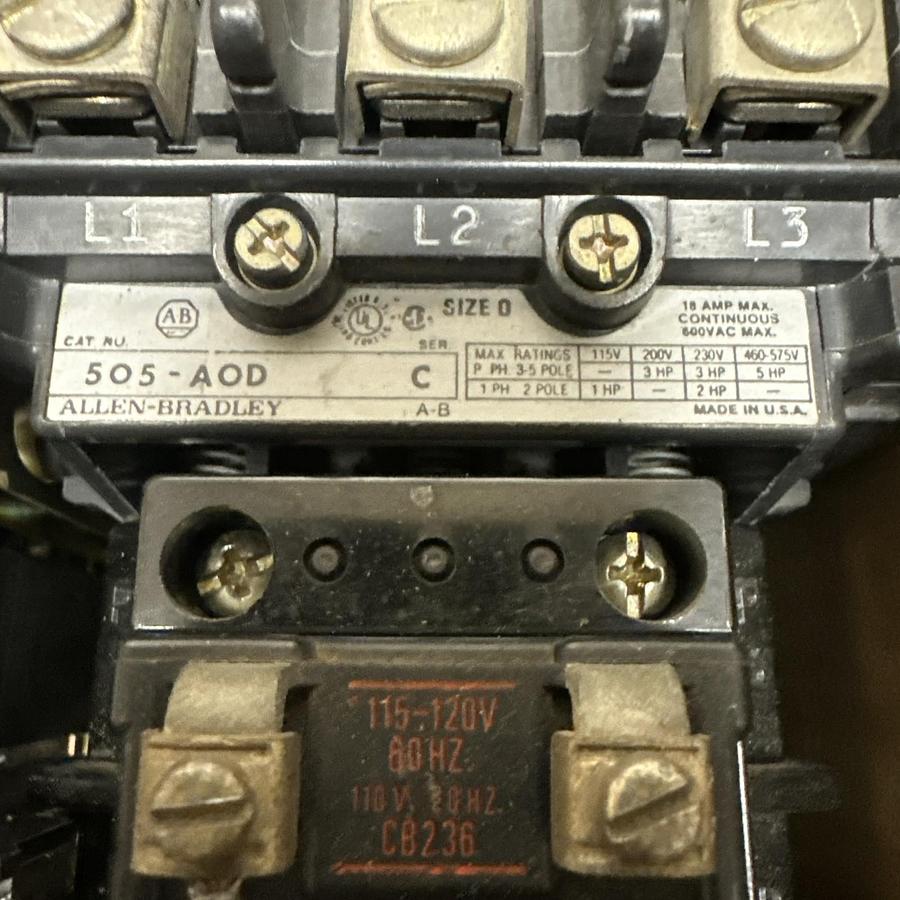 L1 L2 L3
AB
SIZE 0
18 AMP MAX.
CONTINUOUS
600VAC MAX.
CAT. NU. SER.
505-AOD C
ALLEN-BRADLEY A-B
MAX RATINGS 115V 200V 230V 460-575V
P PH. 3-5 POLE — 3 HP 3 HP 5 HP
1 PH 2 POLE 1 HP — 2 HP —
MADE IN U.S.A.
115-120V
60 HZ.
110 V.
CB236